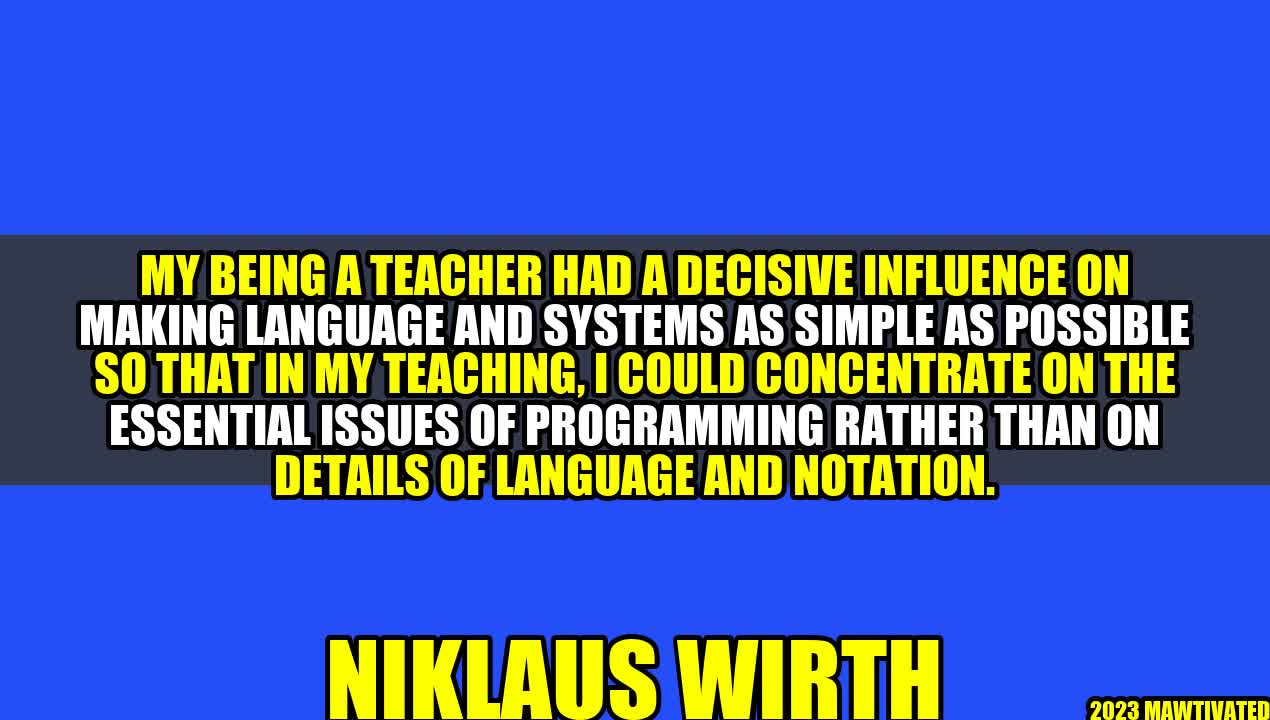 MY BEING A TEACHER HAD A DECISIVE INFLUENCE ON
MAKING LANGUAGE AND SYSTEMS AS SIMPLE AS POSSIBLE
SO THAT IN MY TEACHING, I COULD CONCENTRATE ON THE
ESSENTIAL ISSUES OF PROGRAMMING RATHER THAN ON
DETAILS OF LANGUAGE AND NOTATION.
NIKLAUS WIRTH
2023 MAWTIVATED